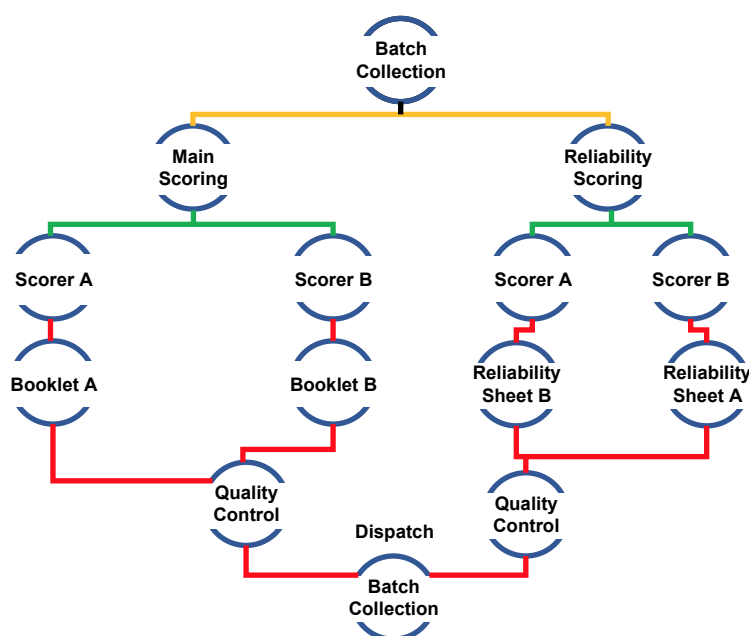 Batch
Collection
Main
Scoring
Reliability
Scoring
Scorer A
Scorer B
Scorer A
Scorer B
Booklet A
Booklet B
Reliability
Sheet B
Reliability
Sheet A
Quality
Control
Quality
Control
Dispatch
Batch
Collection